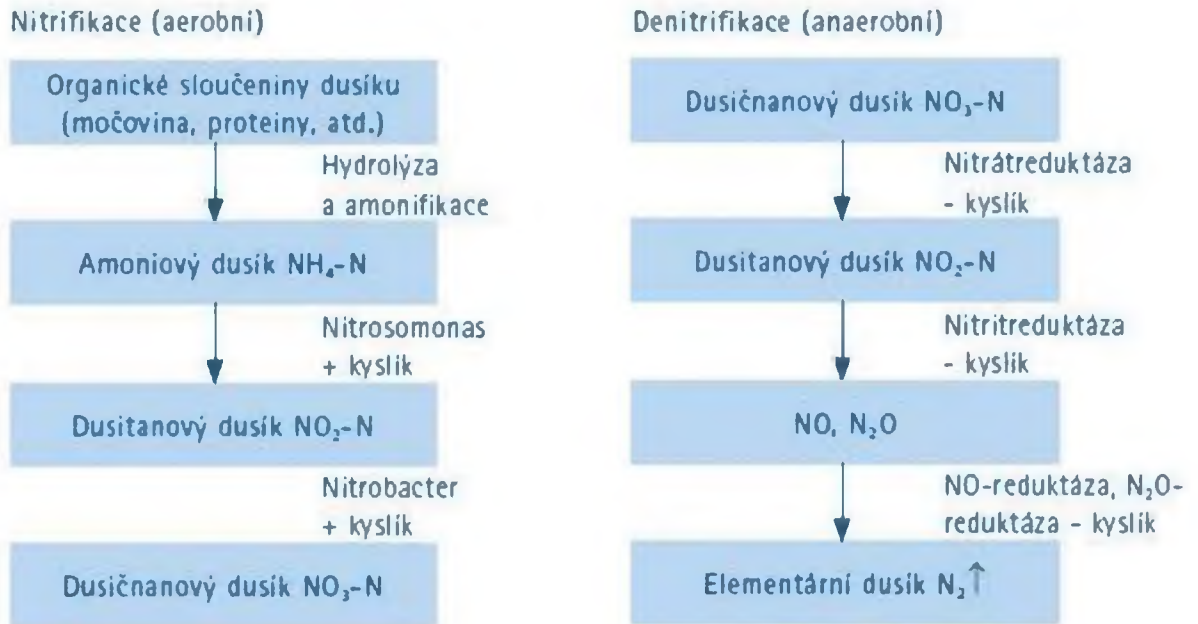 Nitrifikace (aerobní)
Organické sloučeniny dusíku
(močovina, proteiny, atd.)
Hydrolýza
a amonifikace
Amoniový dusík NH₄-N
Nitrosomonas
+ kyslík
Dusitanový dusík NO₂-N
Nitrobacter
+ kyslík
Dusičnanový dusík NO₃-N
Denitrifikace (anaerobní)
Dusičnanový dusík NO₃-N
Nitrátreduktáza
- kyslík
Dusitanový dusík NO₂-N
Nitritreduktáza
- kyslík
NO, N₂O
NO-reduktáza, N₂O-
reduktáza - kyslík
Elementární dusík N₂↑